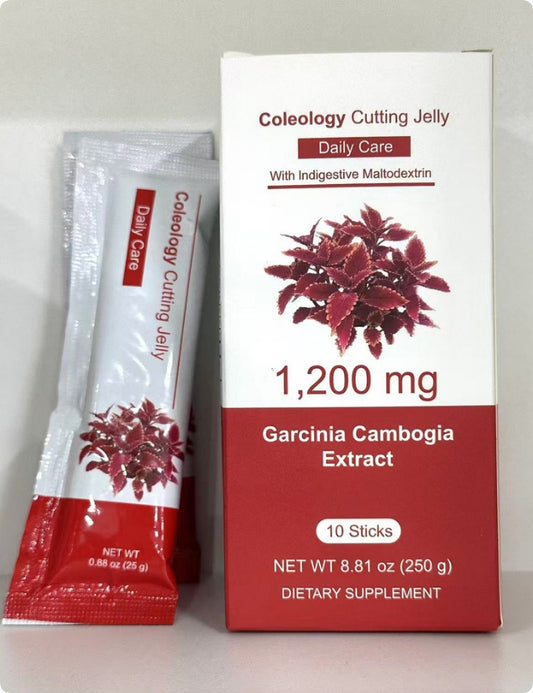 Coleology Cutting Jelly
Daily Care
With Indigestive Maltodextrin
1,200 mg
Garcinia Cambogia
Extract
10 Sticks
NET WT 8.81 oz (250 g)
DIETARY SUPPLEMENT
Coleology Cutting Jelly
Daily Care
NET WT
0.88 oz (25 g)